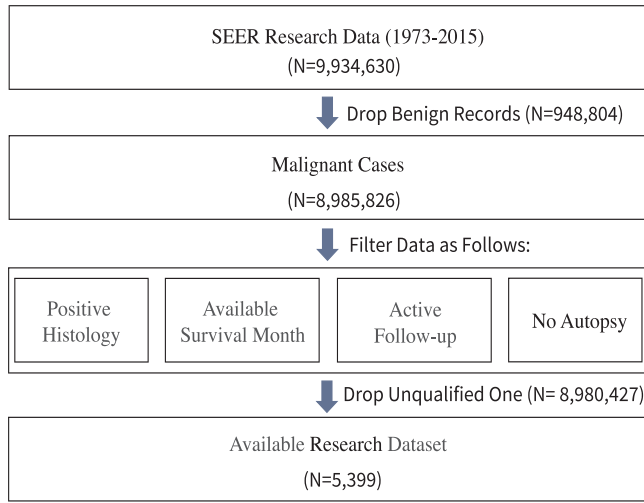 SEER Research Data (1973-2015)
(N=9,934,630)
Drop Benign Records (N=948,804)
Malignant Cases
(N=8,985,826)
Filter Data as Follows:
Positive
Histology
Available
Survival Month
Active
Follow-up
No Autopsy
Drop Unqualified One (N= 8,980,427)
Available Research Dataset
(N=5,399)